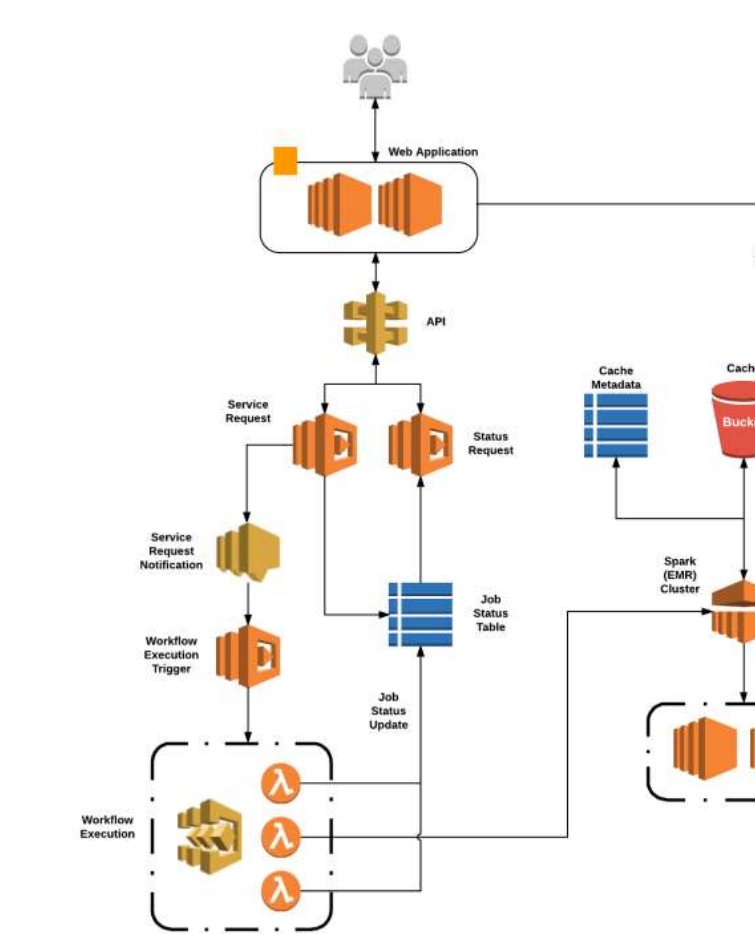 Web Application
API
Cache
Metadata
Service
Request
Status
Request
Service
Request
Notification
Spark
(EMR)
Cluster
Job
Status
Table
Workflow
Execution
Trigger
Job
Status
Update
Workflow
Execution
λ
λ
λ